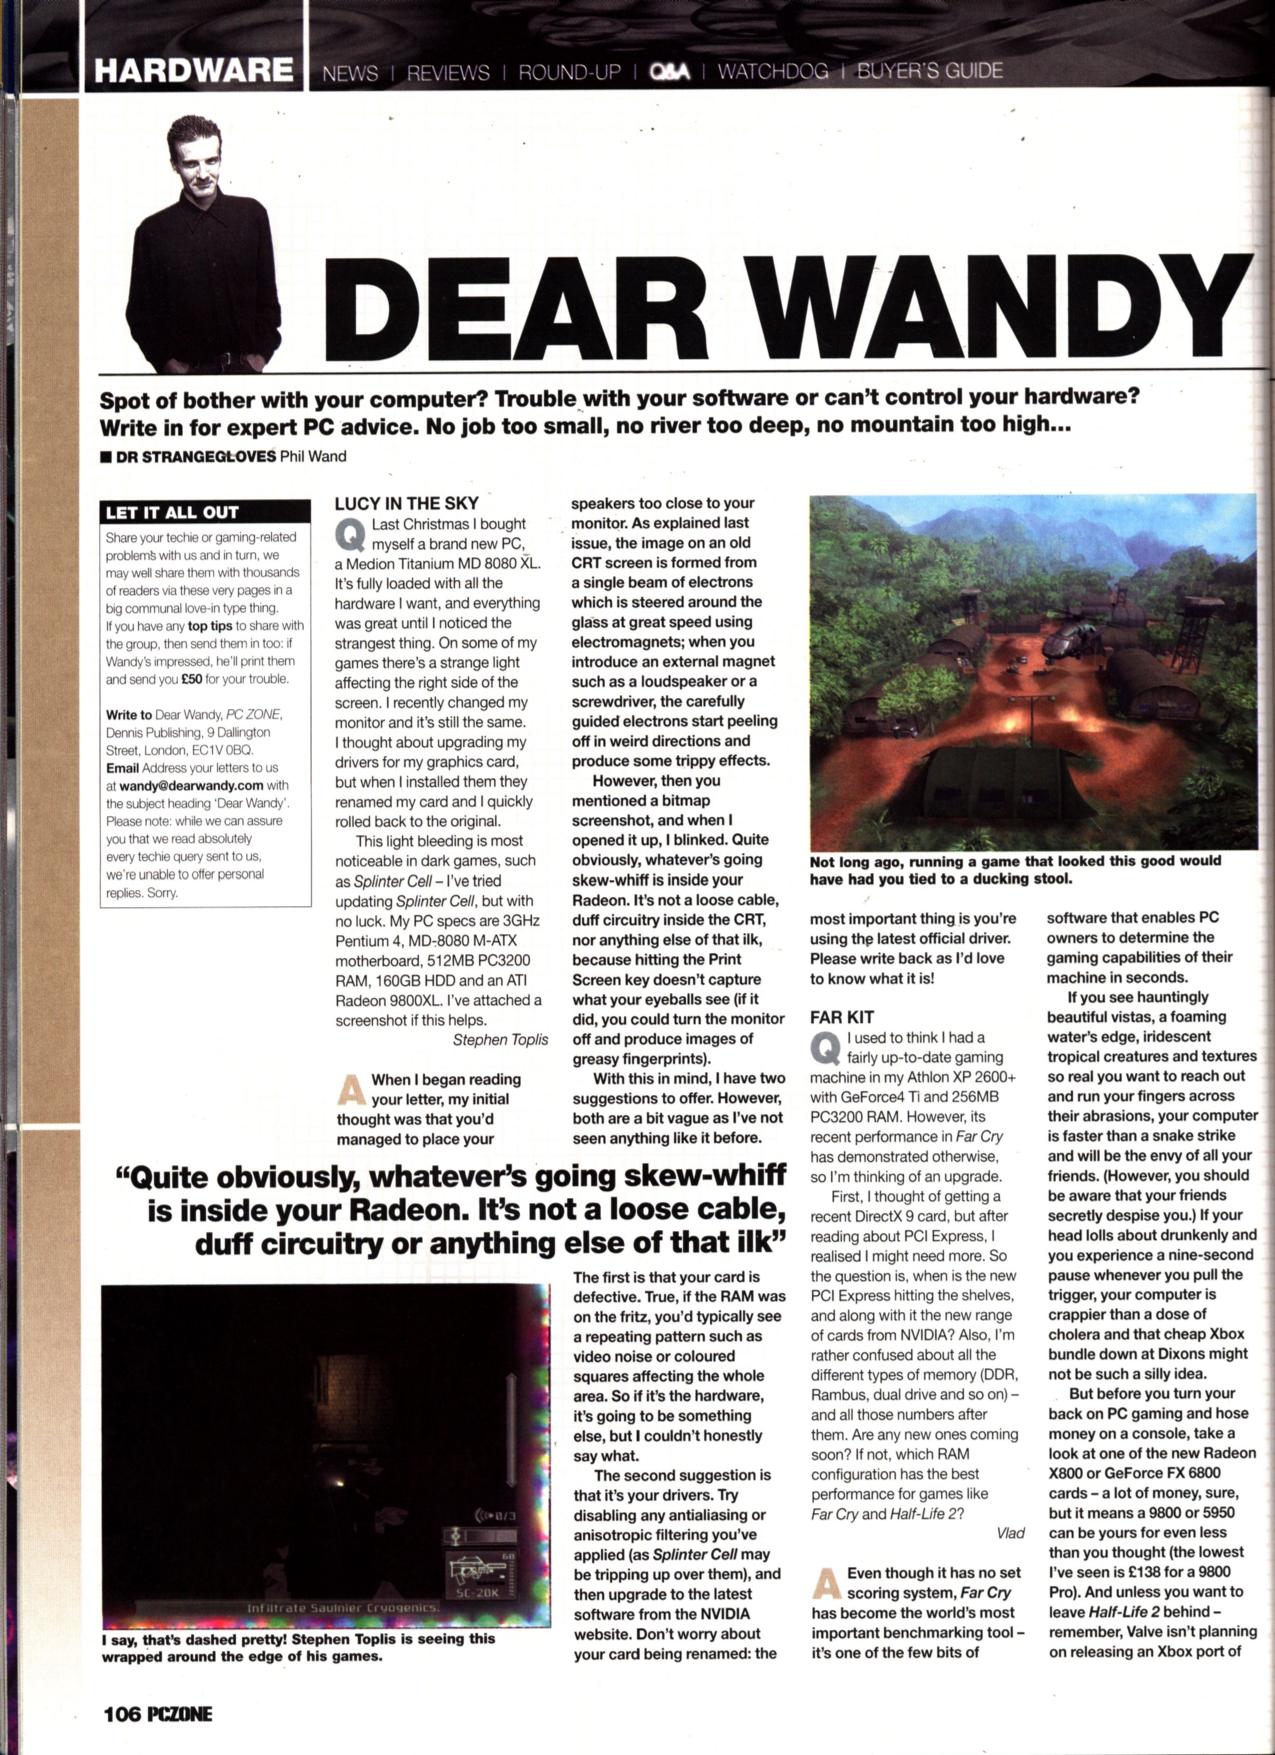 HARDWARE
NEWS | REVIEWS | ROUND-UP | Q&A | WATCHDOG | BUYER'S GUIDE
DEAR WANDY
Spot of bother with your computer? Trouble with your software or can't control your hardware?
Write in for expert PC advice. No job too small, no river too deep, no mountain too high...
■ DR STRANGEGLOVES Phil Wand
LET IT ALL OUT
Share your techie or gaming-related
problems with us and in turn, we
may well share them with thousands
of readers via these very pages in a
big communal love-in type thing.
If you have any top tips to share with
the group, then send them in too: if
Wandy's impressed, he'll print them
and send you £50 for your trouble.
Write to Dear Wandy, PC ZONE,
Dennis Publishing, 9 Dallington
Street, London, EC1V 0BQ.
Email Address your letters to us
at wandy@dearwandy.com with
the subject heading 'Dear Wandy'.
Please note: while we can assure
you that we read absolutely
every techie query sent to us,
we're unable to offer personal
replies. Sorry.
LUCY IN THE SKY
Q Last Christmas I bought
myself a brand new PC,
a Medion Titanium MD 8080 XL.
It's fully loaded with all the
hardware I want, and everything
was great until I noticed the
strangest thing. On some of my
games there's a strange light
affecting the right side of the
screen. I recently changed my
monitor and it's still the same.
I thought about upgrading my
drivers for my graphics card,
but when I installed them they
renamed my card and I quickly
rolled back to the original.
This light bleeding is most
noticeable in dark games, such
as Splinter Cell – I've tried
updating Splinter Cell, but with
no luck. My PC specs are 3GHz
Pentium 4, MD-8080 M-ATX
motherboard, 512MB PC3200
RAM, 160GB HDD and an ATI
Radeon 9800XL. I've attached a
screenshot if this helps.
Stephen Toplis
A When I began reading
your letter, my initial
thought was that you'd
managed to place your
speakers too close to your
monitor. As explained last
issue, the image on an old
CRT screen is formed from
a single beam of electrons
which is steered around the
glass at great speed using
electromagnets; when you
introduce an external magnet
such as a loudspeaker or a
screwdriver, the carefully
guided electrons start peeling
off in weird directions and
produce some trippy effects.
However, then you
mentioned a bitmap
screenshot, and when I
opened it up, I blinked. Quite
obviously, whatever's going
skew-whiff is inside your
Radeon. It's not a loose cable,
duff circuitry inside the CRT,
nor anything else of that ilk,
because hitting the Print
Screen key doesn't capture
what your eyeballs see (if it
did, you could turn the monitor
off and produce images of
greasy fingerprints).
With this in mind, I have two
suggestions to offer. However,
both are a bit vague as I've not
seen anything like it before.
"Quite obviously, whatever's going skew-whiff
is inside your Radeon. It's not a loose cable,
duff circuitry or anything else of that ilk"
0/3
60
SC-20K
Infiltrate Saulnier Cryogenics.
I say, that's dashed pretty! Stephen Toplis is seeing this
wrapped around the edge of his games.
The first is that your card is
defective. True, if the RAM was
on the fritz, you'd typically see
a repeating pattern such as
video noise or coloured
squares affecting the whole
area. So if it's the hardware,
it's going to be something
else, but I couldn't honestly
say what.
The second suggestion is
that it's your drivers. Try
disabling any antialiasing or
anisotropic filtering you've
applied (as Splinter Cell may
be tripping up over them), and
then upgrade to the latest
software from the NVIDIA
website. Don't worry about
your card being renamed: the
Not long ago, running a game that looked this good would
have had you tied to a ducking stool.
most important thing is you're
using the latest official driver.
Please write back as I'd love
to know what it is!
FAR KIT
Q I used to think I had a
fairly up-to-date gaming
machine in my Athlon XP 2600+
with GeForce4 Ti and 256MB
PC3200 RAM. However, its
recent performance in Far Cry
has demonstrated otherwise,
so I'm thinking of an upgrade.
First, I thought of getting a
recent DirectX 9 card, but after
reading about PCI Express, I
realised I might need more. So
the question is, when is the new
PCI Express hitting the shelves,
and along with it the new range
of cards from NVIDIA? Also, I'm
rather confused about all the
different types of memory (DDR,
Rambus, dual drive and so on) –
and all those numbers after
them. Are any new ones coming
soon? If not, which RAM
configuration has the best
performance for games like
Far Cry and Half-Life 2?
Vlad
A Even though it has no set
scoring system, Far Cry
has become the world's most
important benchmarking tool –
it's one of the few bits of
software that enables PC
owners to determine the
gaming capabilities of their
machine in seconds.
If you see hauntingly
beautiful vistas, a foaming
water's edge, iridescent
tropical creatures and textures
so real you want to reach out
and run your fingers across
their abrasions, your computer
is faster than a snake strike
and will be the envy of all your
friends. (However, you should
be aware that your friends
secretly despise you.) If your
head lolls about drunkenly and
you experience a nine-second
pause whenever you pull the
trigger, your computer is
crappier than a dose of
cholera and that cheap Xbox
bundle down at Dixons might
not be such a silly idea.
But before you turn your
back on PC gaming and hose
money on a console, take a
look at one of the new Radeon
X800 or GeForce FX 6800
cards – a lot of money, sure,
but it means a 9800 or 5950
can be yours for even less
than you thought (the lowest
I've seen is £138 for a 9800
Pro). And unless you want to
leave Half-Life 2 behind –
remember, Valve isn't planning
on releasing an Xbox port of
106 PCZONE